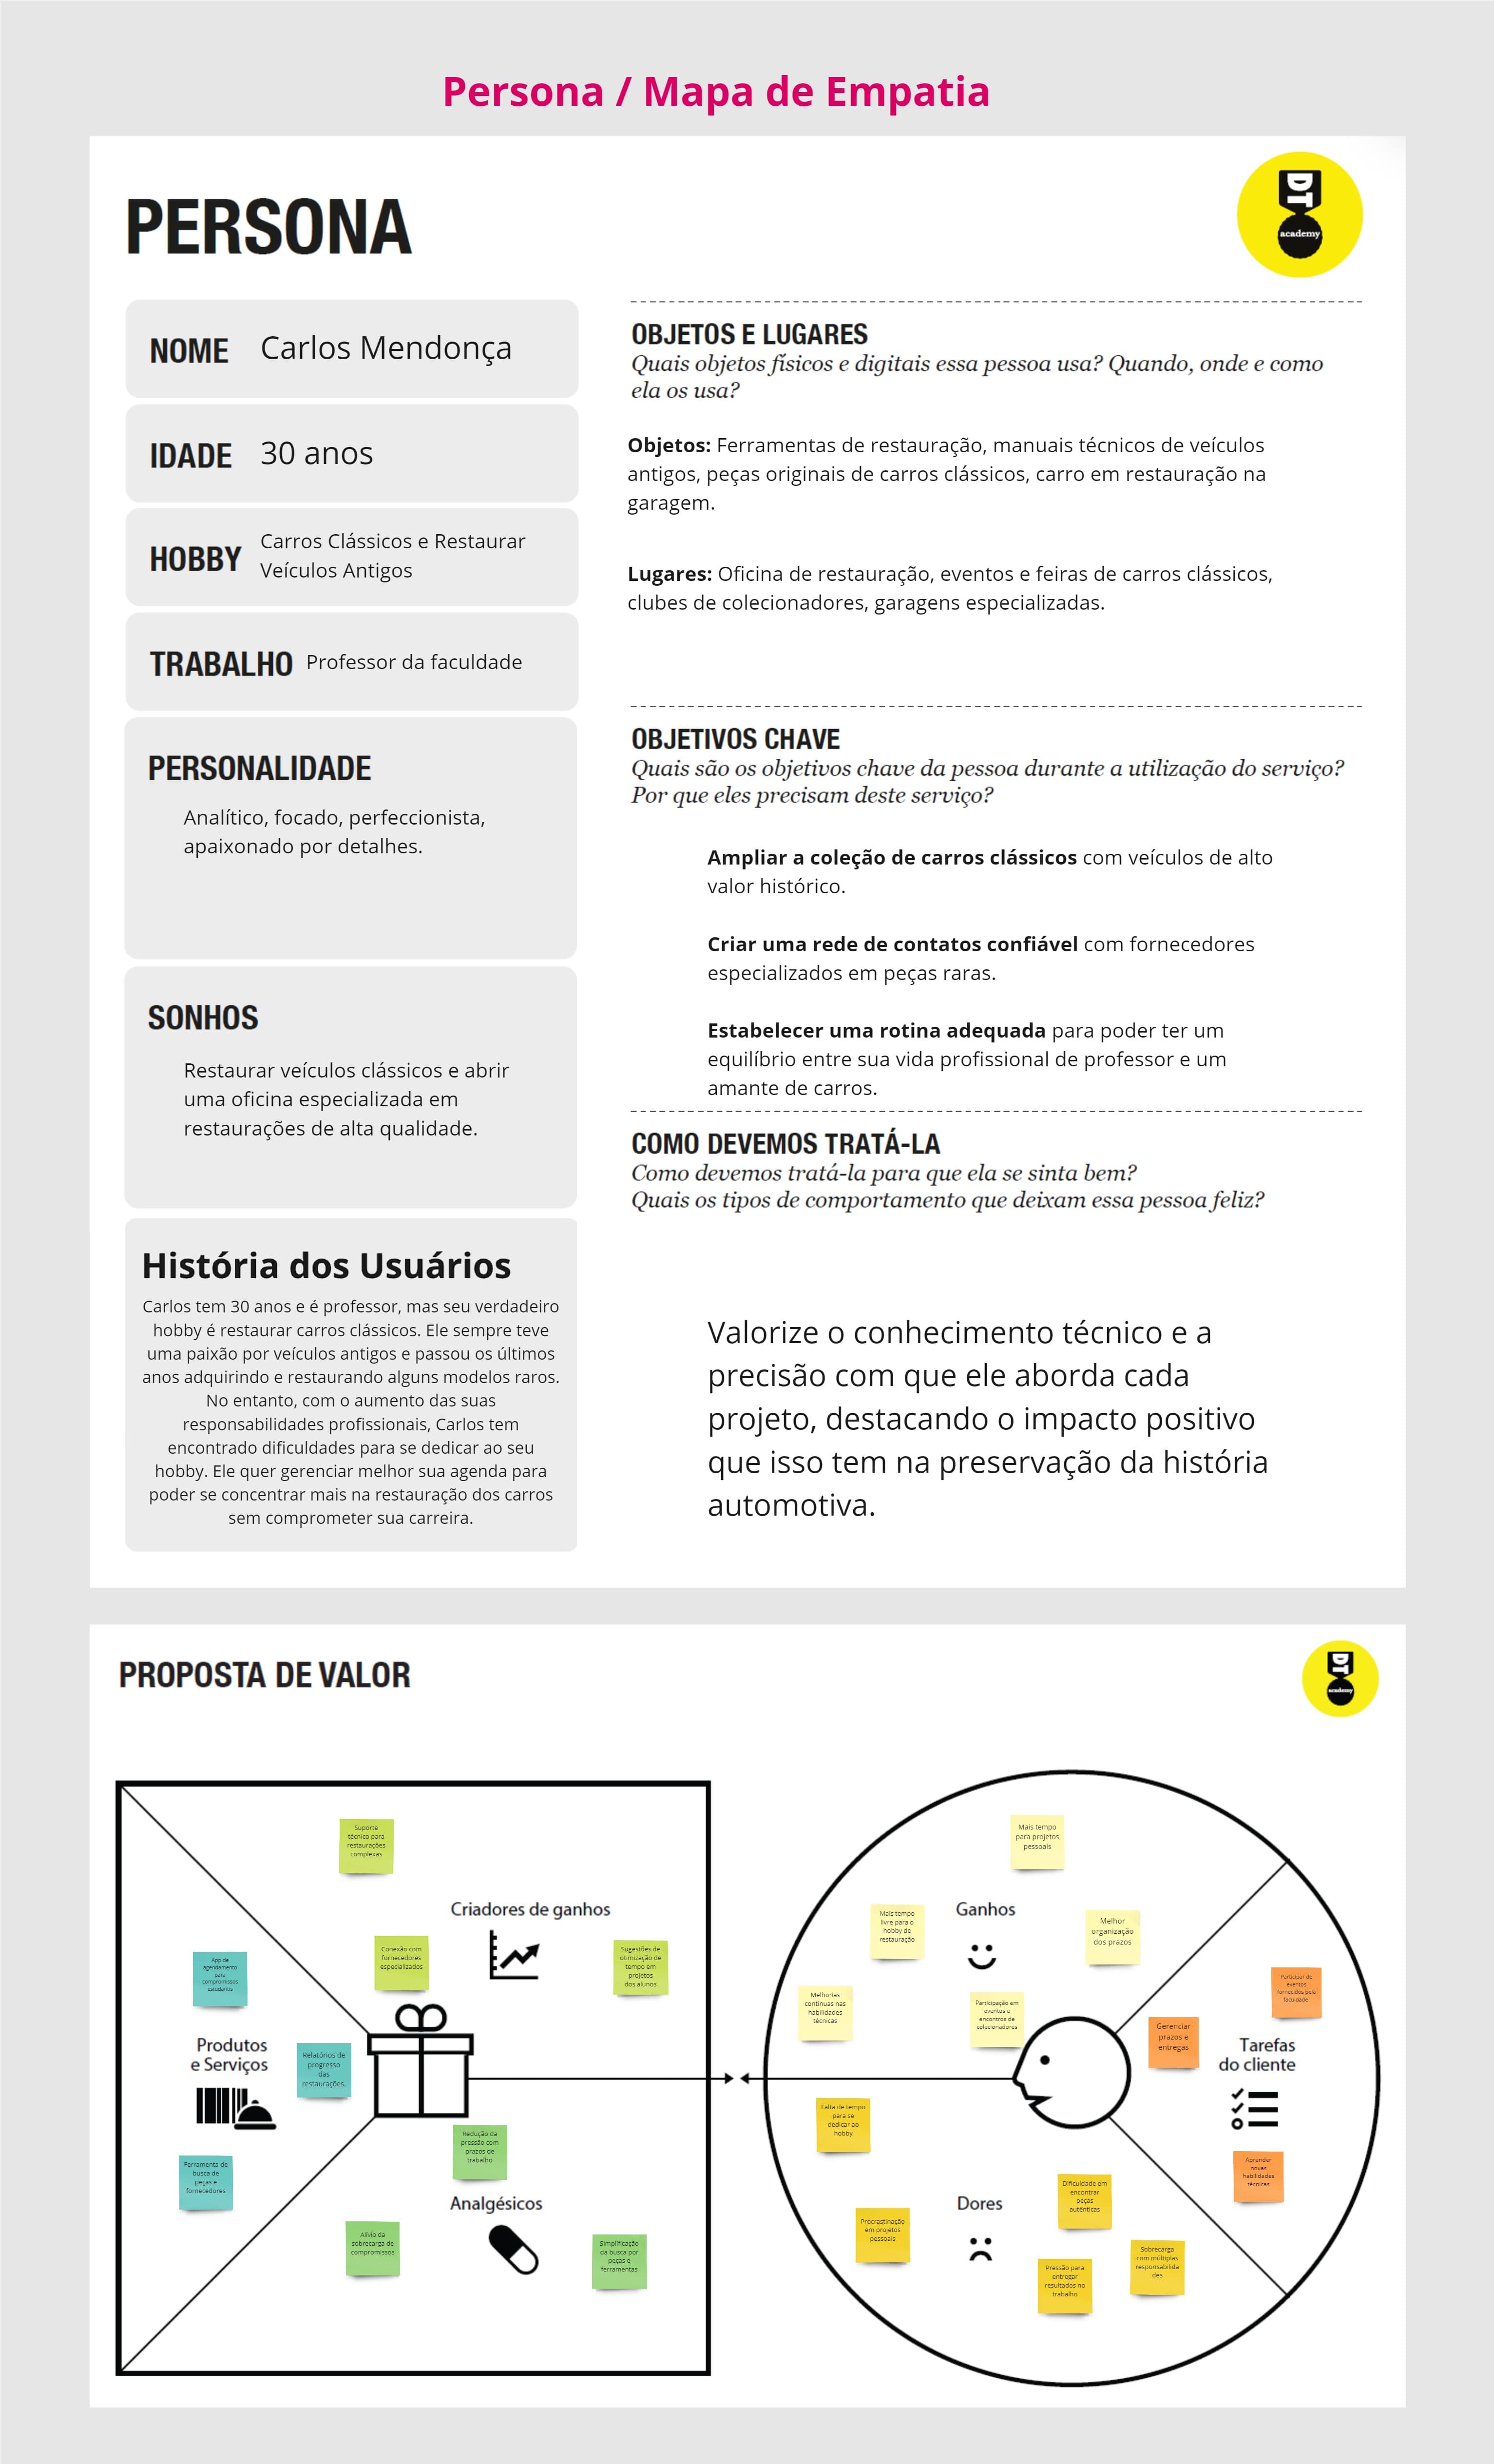 Persona / Mapa de Empatia
PERSONA
DT
academy
NOME Carlos Mendonça
IDADE 30 anos
HOBBY Carros Clássicos e Restaurar
Veículos Antigos
TRABALHO Professor da faculdade
PERSONALIDADE
Analítico, focado, perfeccionista,
apaixonado por detalhes.
SONHOS
Restaurar veículos clássicos e abrir
uma oficina especializada em
restaurações de alta qualidade.
História dos Usuários
Carlos tem 30 anos e é professor, mas seu verdadeiro
hobby é restaurar carros clássicos. Ele sempre teve
uma paixão por veículos antigos e passou os últimos
anos adquirindo e restaurando alguns modelos raros.
No entanto, com o aumento das suas
responsabilidades profissionais, Carlos tem
encontrado dificuldades para se dedicar ao seu
hobby. Ele quer gerenciar melhor sua agenda para
poder se concentrar mais na restauração dos carros
sem comprometer sua carreira.
OBJETOS E LUGARES
Quais objetos físicos e digitais essa pessoa usa? Quando, onde e como
ela os usa?
Objetos: Ferramentas de restauração, manuais técnicos de veículos
antigos, peças originais de carros clássicos, carro em restauração na
garagem.
Lugares: Oficina de restauração, eventos e feiras de carros clássicos,
clubes de colecionadores, garagens especializadas.
OBJETIVOS CHAVE
Quais são os objetivos chave da pessoa durante a utilização do serviço?
Por que eles precisam deste serviço?
Ampliar a coleção de carros clássicos com veículos de alto
valor histórico.
Criar uma rede de contatos confiável com fornecedores
especializados em peças raras.
Estabelecer uma rotina adequada para poder ter um
equilíbrio entre sua vida profissional de professor e um
amante de carros.
COMO DEVEMOS TRATÁ-LA
Como devemos tratá-la para que ela se sinta bem?
Quais os tipos de comportamento que deixam essa pessoa feliz?
Valorize o conhecimento técnico e a
precisão com que ele aborda cada
projeto, destacando o impacto positivo
que isso tem na preservação da história
automotiva.
PROPOSTA DE VALOR
DT
academy
Suporte
técnico para
restaurações
complexas
Criadores de ganhos
Conexão com
fornecedores
especializados
Sugestões de
otimização de
tempo em
projetos
dos alunos
App de
agendamento
para
compromissos
estudantis
Produtos
e Serviços
Relatórios de
progresso
das
restaurações.
Ferramenta de
busca de
peças e
fornecedores
Redução da
pressão com
prazos de
trabalho
Analgésicos
Alívio da
sobrecarga de
compromissos
Simplificação
da busca por
peças e
ferramentas
Mais tempo
para projetos
pessoais
Mais tempo
livre para o
hobby de
restauração
Ganhos
Melhor
organização
dos prazos
Melhorias
contínuas nas
habilidades
técnicas
Participação em
eventos e
encontros de
colecionadores
Participar de
eventos
fornecidos pela
faculdade
Gerenciar
prazos e
entregas
Tarefas
do cliente
Aprender
novas
habilidades
técnicas
Falta de tempo
para se
dedicar ao
hobby
Dores
Dificuldade em
encontrar
peças
autênticas
Procrastinação
em projetos
pessoais
Pressão para
entregar
resultados no
trabalho
Sobrecarga
com múltiplas
responsabilida
des